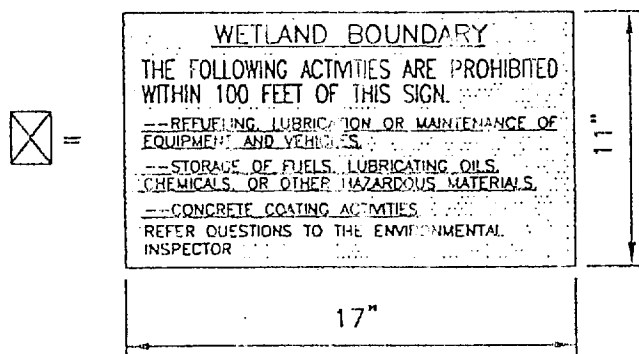 WETLAND BOUNDARY
THE FOLLOWING ACTIVITIES ARE PROHIBITED
WITHIN 100 FEET OF THIS SIGN.
--REFUELING, LUBRICATION OR MAINTENANCE OF
EQUIPMENT AND VEHICLES.
--STORAGE OF FUELS, LUBRICATING OILS,
CHEMICALS, OR OTHER HAZARDOUS MATERIALS.
--CONCRETE COATING ACTIVITIES
REFER QUESTIONS TO THE ENVIRONMENTAL
INSPECTOR
=
11"
17"